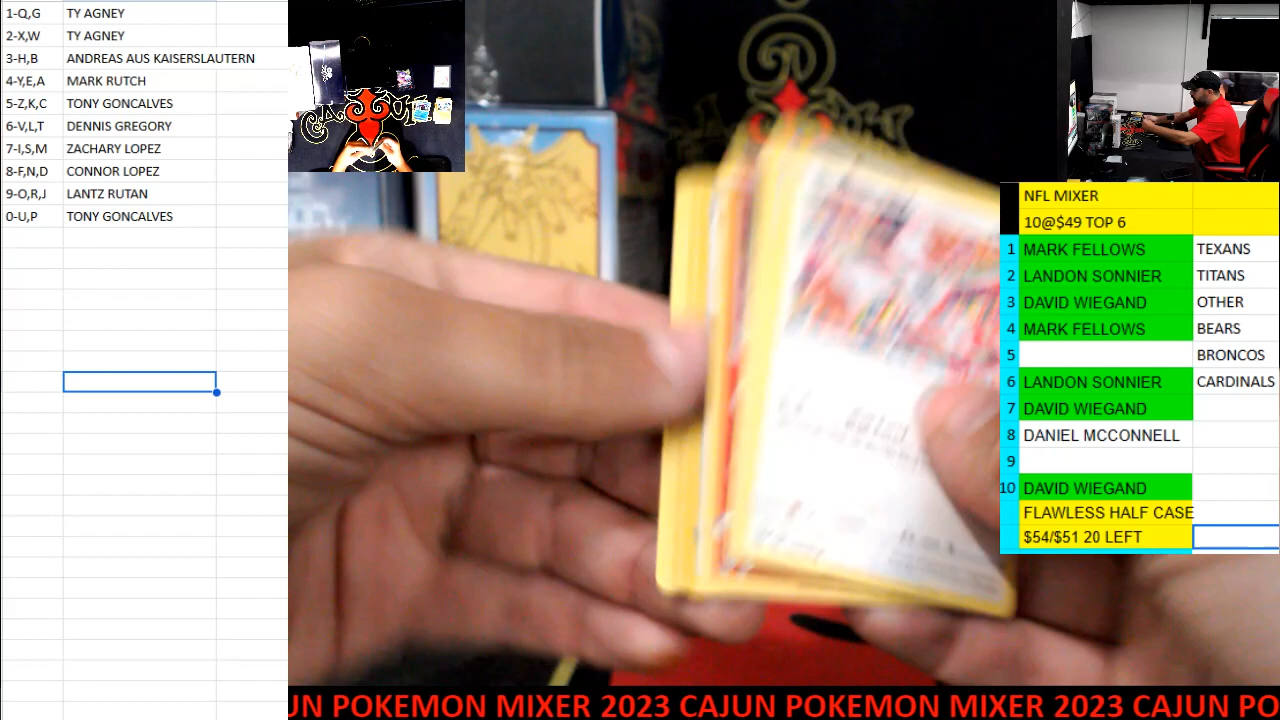 1-Q,G TY AGNEY
2-X,W TY AGNEY
3-H,B ANDREAS AUS KAISERSLAUTERN
4-Y,E,A MARK RUTCH
5-Z,K,C TONY GONCALVES
6-V,L,T DENNIS GREGORY
7-I,S,M ZACHARY LOPEZ
8-F,N,D CONNOR LOPEZ
9-O,R,J LANTZ RUTAN
0-U,P TONY GONCALVES
NFL MIXER
10@$49 TOP 6
1 MARK FELLOWS TEXANS
2 LANDON SONNIER TITANS
3 DAVID WIEGAND OTHER
4 MARK FELLOWS BEARS
5 BRONCOS
6 LANDON SONNIER CARDINALS
7 DAVID WIEGAND
8 DANIEL MCCONNELL
9
10 DAVID WIEGAND
FLAWLESS HALF CASE
$54/$51 20 LEFT
UN POKEMON MIXER 2023 CAJUN POKEMON MIXER 2023 CAJUN PO